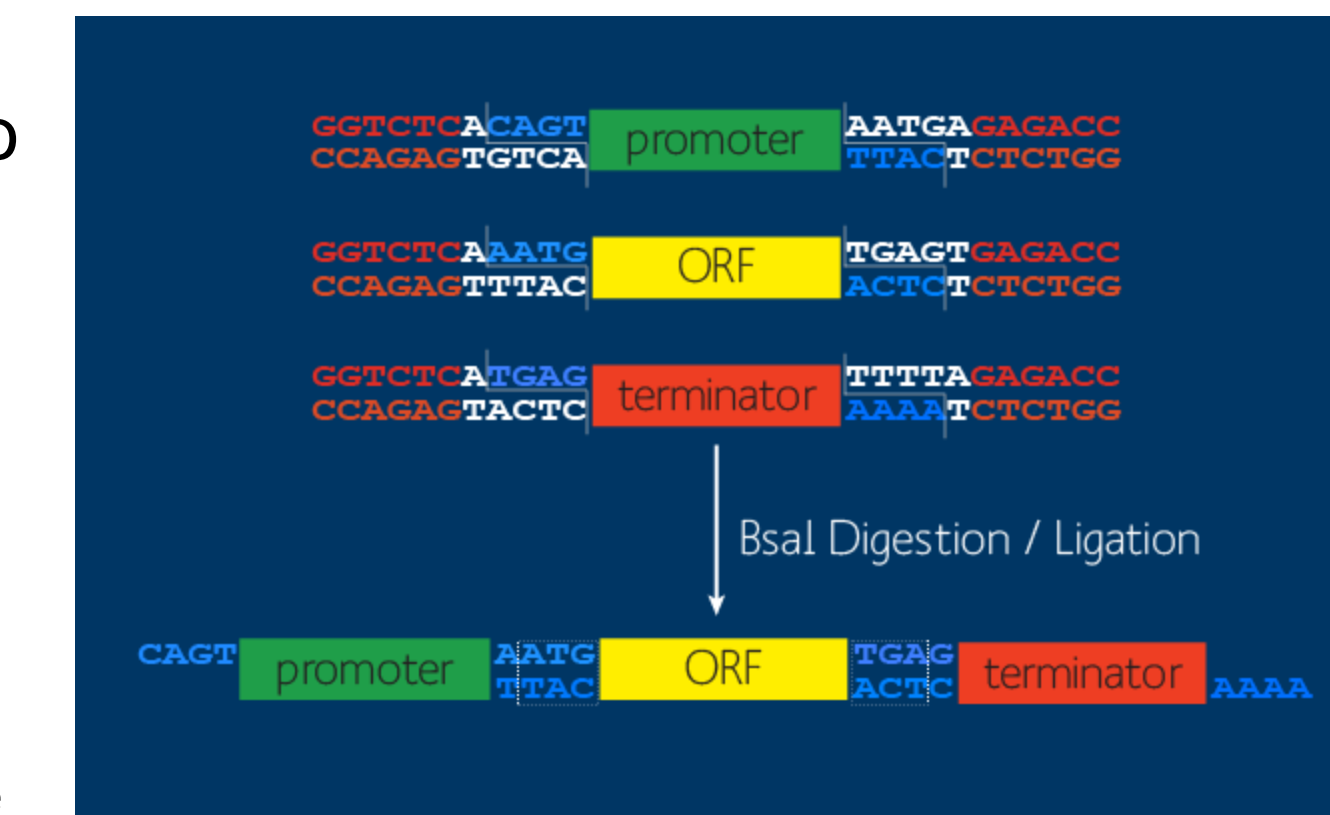 GGTCTCACAGT promoter AATGAGAGACC
CCAGAGTGTCA TTACTCTCTGG
GGTCTCAAATG ORF TGAGTGAGACC
CCAGAGTTTAC ACTCTCTCTGG
GGTCTCATGAG terminator TTTTAGAGACC
CCAGAGTACTC AAAATCTCTGG
BsaI Digestion / Ligation
CAGT promoter AATG ORF TGAG terminator
TTAC ACTC AAAA